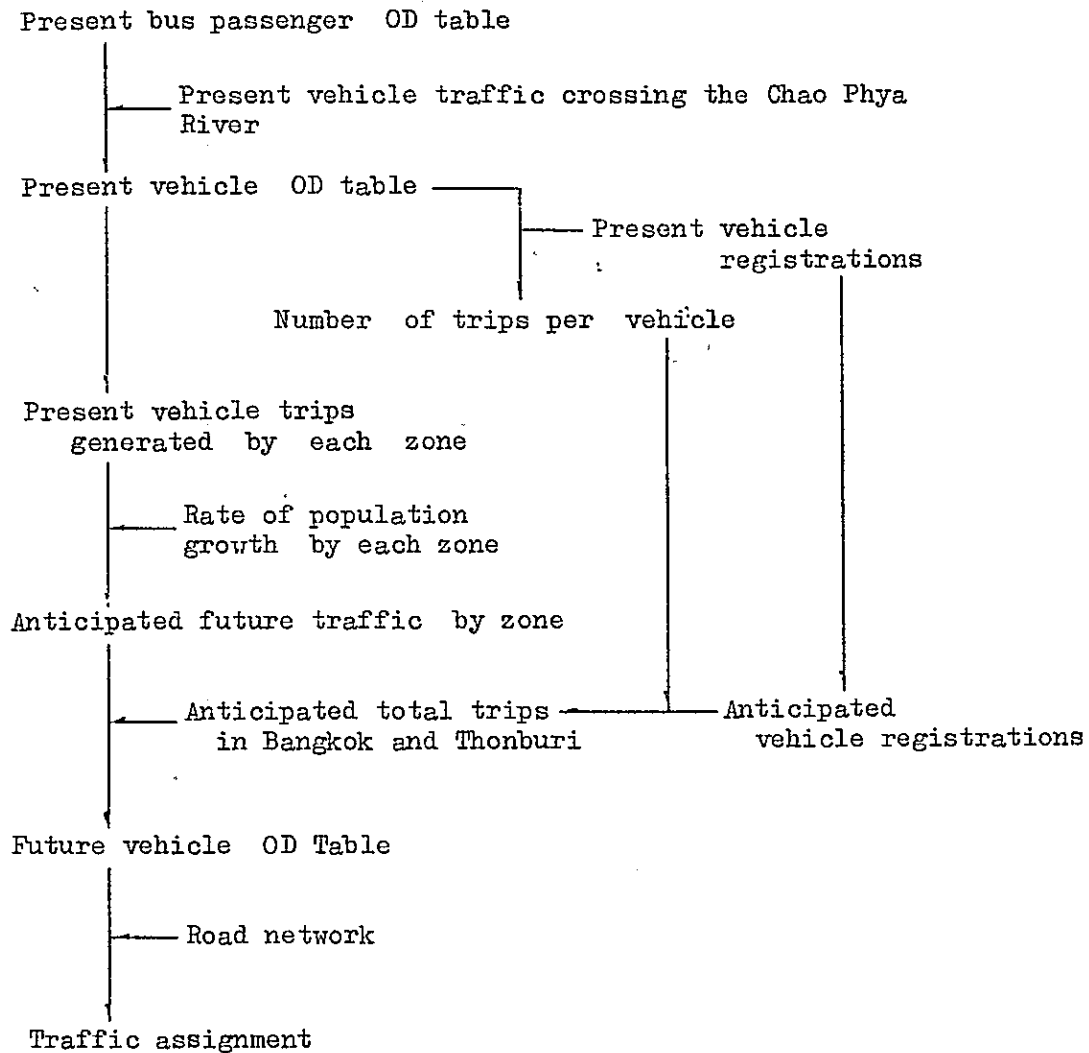 Present bus passenger OD table
Present vehicle traffic crossing the Chao Phya
River
Present vehicle OD table
Present vehicle
registrations
Number of trips per vehicle
Present vehicle trips
generated by each zone
Rate of population
growth by each zone
Anticipated future traffic by zone
Anticipated total trips
in Bangkok and Thonburi
Anticipated
vehicle registrations
Future vehicle OD Table
Road network
Traffic assignment